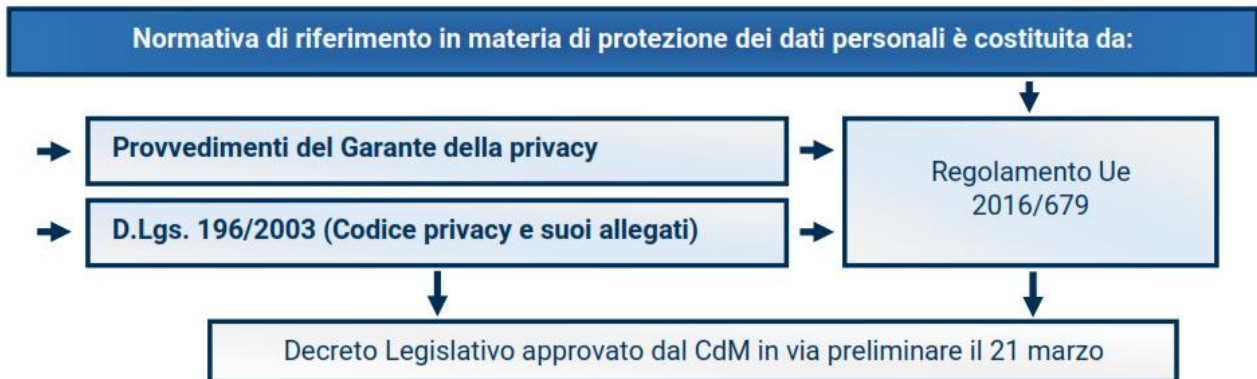 Normativa di riferimento in materia di protezione dei dati personali è costituita da:
Provvedimenti del Garante della privacy
D.Lgs. 196/2003 (Codice privacy e suoi allegati)
Regolamento Ue
2016/679
Decreto Legislativo approvato dal CdM in via preliminare il 21 marzo